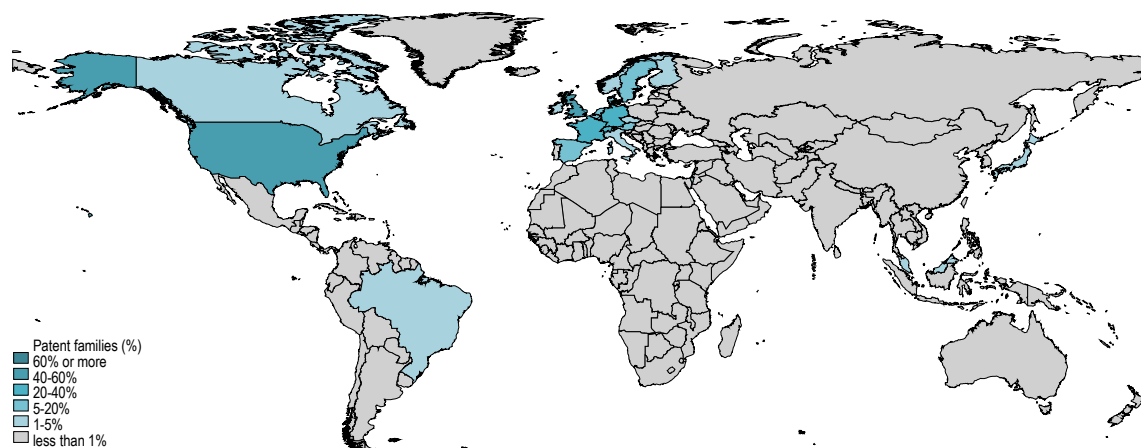 Patent families (%)
60% or more
40-60%
20-40%
5-20%
1-5%
less than 1%